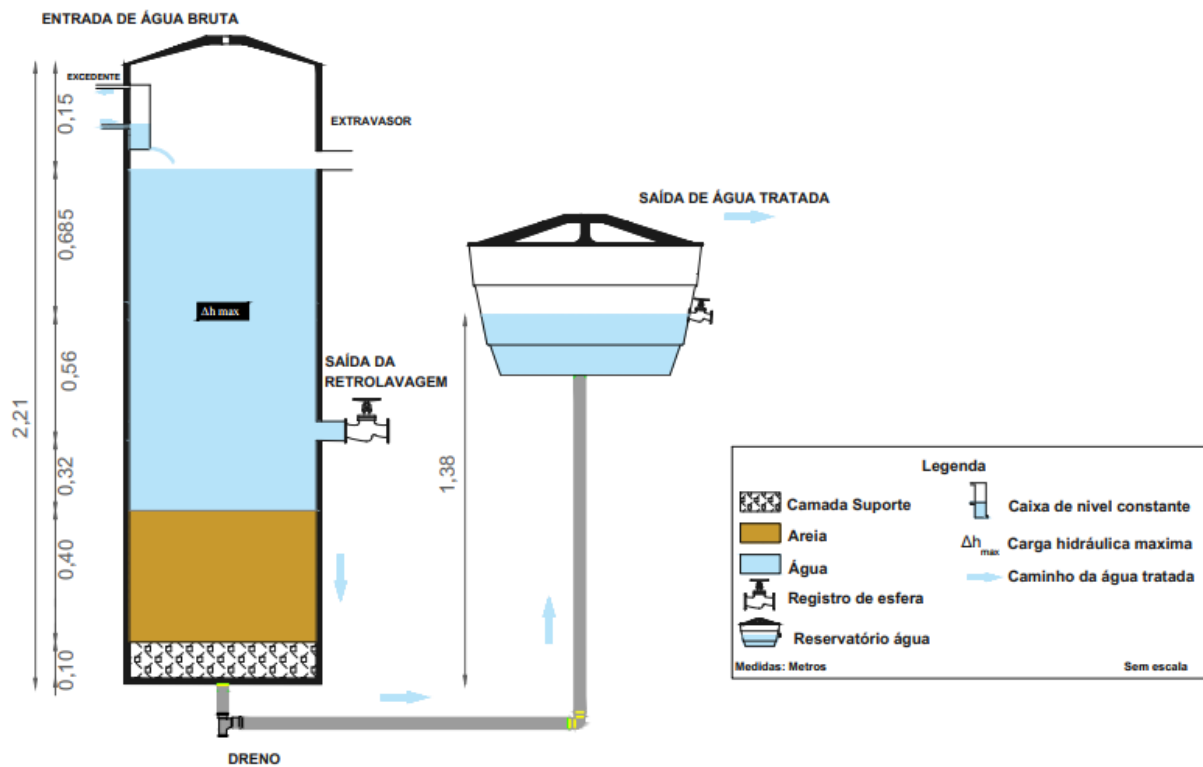 ENTRADA DE ÁGUA BRUTA
EXCEDENTE
EXTRAVASOR
2,21
0,15
0,685
0,56
0,32
0,40
0,10
Δh max
SAÍDA DA
RETROLAVAGEM
SAÍDA DE ÁGUA TRATADA
1,38
DRENO
Legenda
Camada Suporte
Areia
Água
Registro de esfera
Reservatório água
Caixa de nivel constante
Δh max Carga hidráulica maxima
Caminho da água tratada
Medidas: Metros
Sem escala